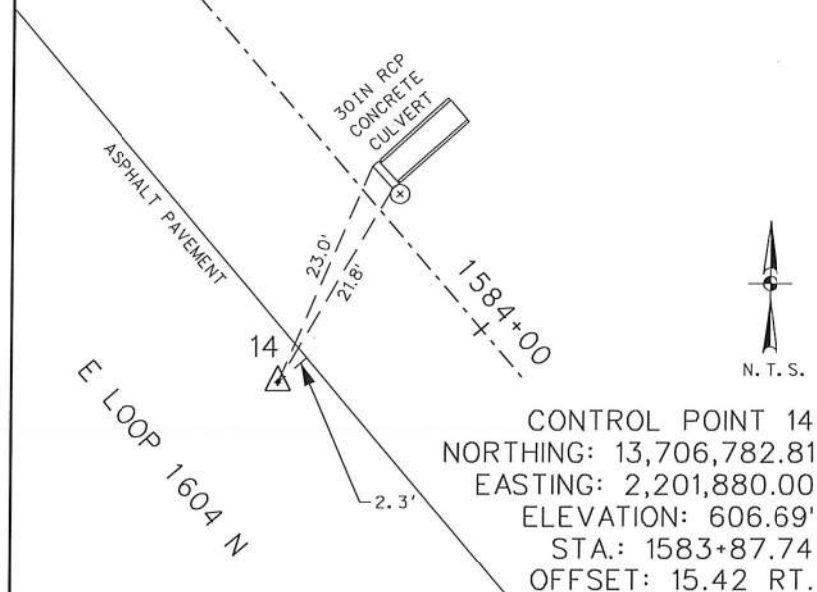 30IN RCP
CONCRETE
CULVERT
ASPHALT PAVEMENT
23.0'
21.8'
1584+00
14
2.3'
E LOOP 1604 N
N.T.S.
CONTROL POINT 14
NORTHING: 13,706,782.81
EASTING: 2,201,880.00
ELEVATION: 606.69'
STA.: 1583+87.74
OFFSET: 15.42 RT.